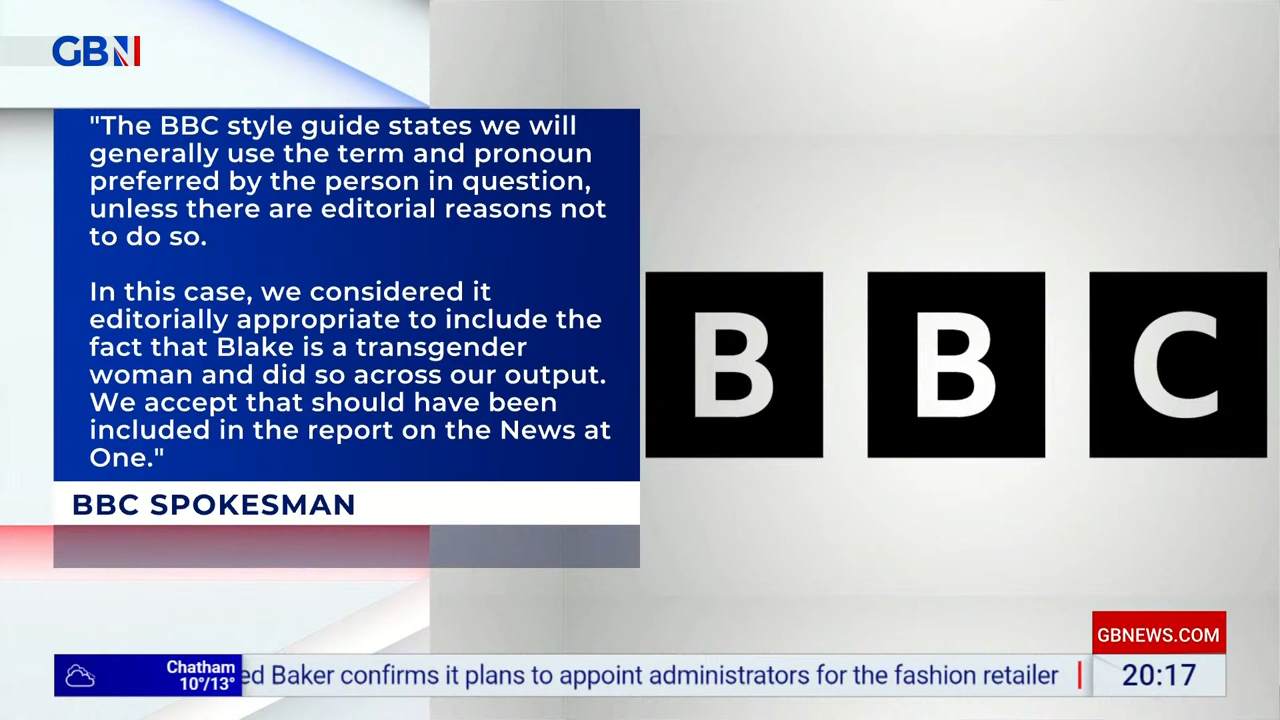 GBN
"The BBC style guide states we will
generally use the term and pronoun
preferred by the person in question,
unless there are editorial reasons not
to do so.
In this case, we considered it
editorially appropriate to include the
fact that Blake is a transgender
woman and did so across our output.
We accept that should have been
included in the report on the News at
One."
BBC SPOKESMAN
BBC
GBNEWS.COM
Chatham
10°/13°
ed Baker confirms it plans to appoint administrators for the fashion retailer
20:17